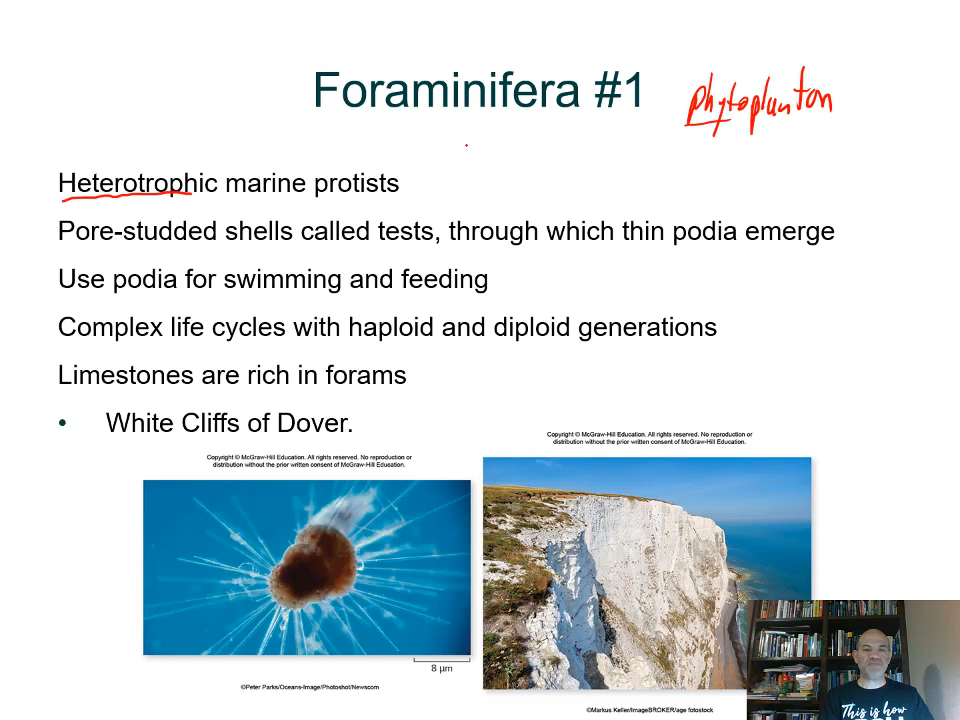 Foraminifera #1
phytoplanton
Heterotrophic marine protists
Pore-studded shells called tests, through which thin podia emerge
Use podia for swimming and feeding
Complex life cycles with haploid and diploid generations
Limestones are rich in forams
• White Cliffs of Dover.
Copyright © McGraw-Hill Education. All rights reserved. No reproduction or
distribution without the prior written consent of McGraw-Hill Education.
Copyright © McGraw-Hill Education. All rights reserved. No reproduction or
distribution without the prior written consent of McGraw-Hill Education.
8 μm
©Peter Parks/Oceans-Image/Photoshot/Newscom
©Markus Keller/imageBROKER/age fotostock
This is how